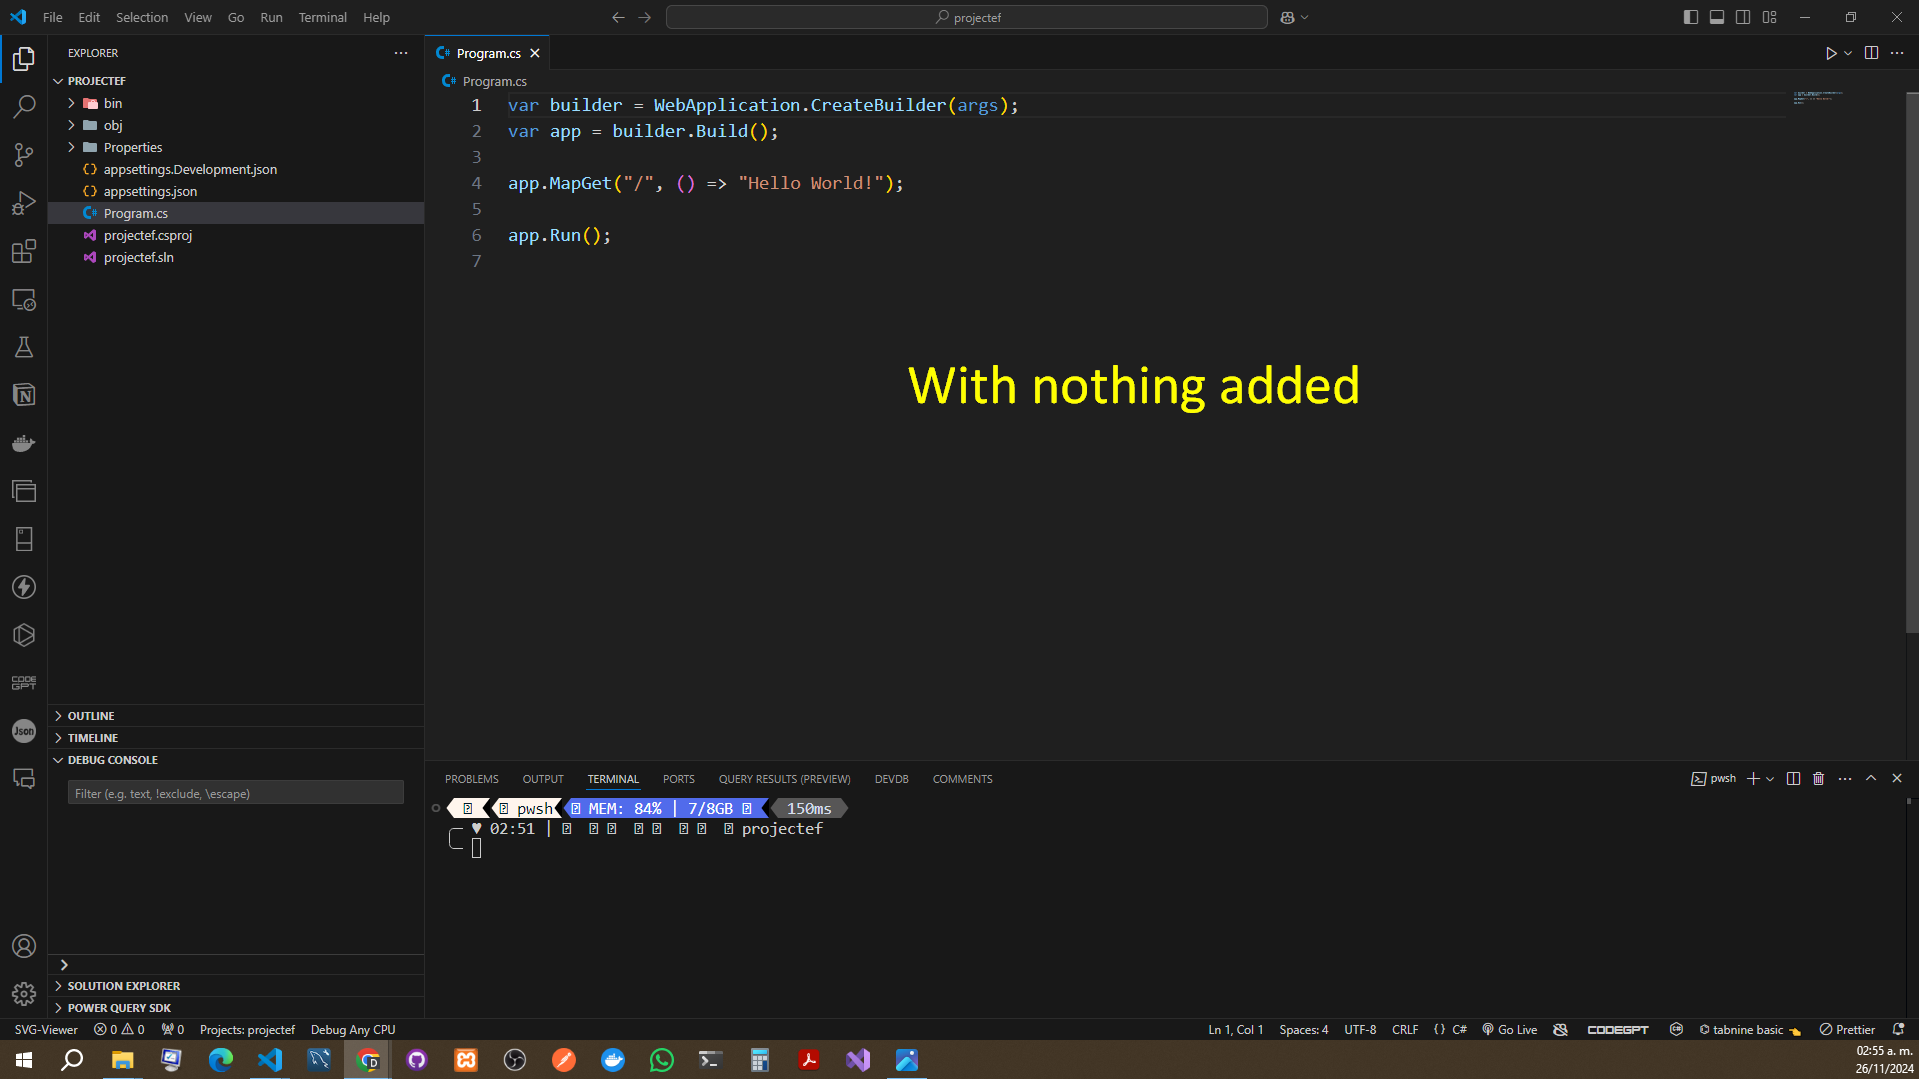 File Edit Selection View Go Run Terminal Help
projectef
EXPLORER
PROJECTEF
bin
obj
Properties
appsettings.Development.json
appsettings.json
Program.cs
projectef.csproj
projectef.sln
OUTLINE
TIMELINE
DEBUG CONSOLE
Filter (e.g. text, !exclude, \escape)
SOLUTION EXPLORER
POWER QUERY SDK
Program.cs
Program.cs
1 var builder = WebApplication.CreateBuilder(args);
2 var app = builder.Build();
3
4 app.MapGet("/", () => "Hello World!");
5
6 app.Run();
7
With nothing added
PROBLEMS OUTPUT TERMINAL PORTS QUERY RESULTS (PREVIEW) DEVDB COMMENTS
pwsh
pwsh MEM: 84% | 7/8GB 150ms
♥ 02:51 | projectef
CODE GPT
Json
SVG-Viewer 0 0 0 Projects: projectef Debug Any CPU
Ln 1, Col 1 Spaces: 4 UTF-8 CRLF {} C# Go Live CODEGPT tabnine basic Prettier
02:55 a. m.
26/11/2024